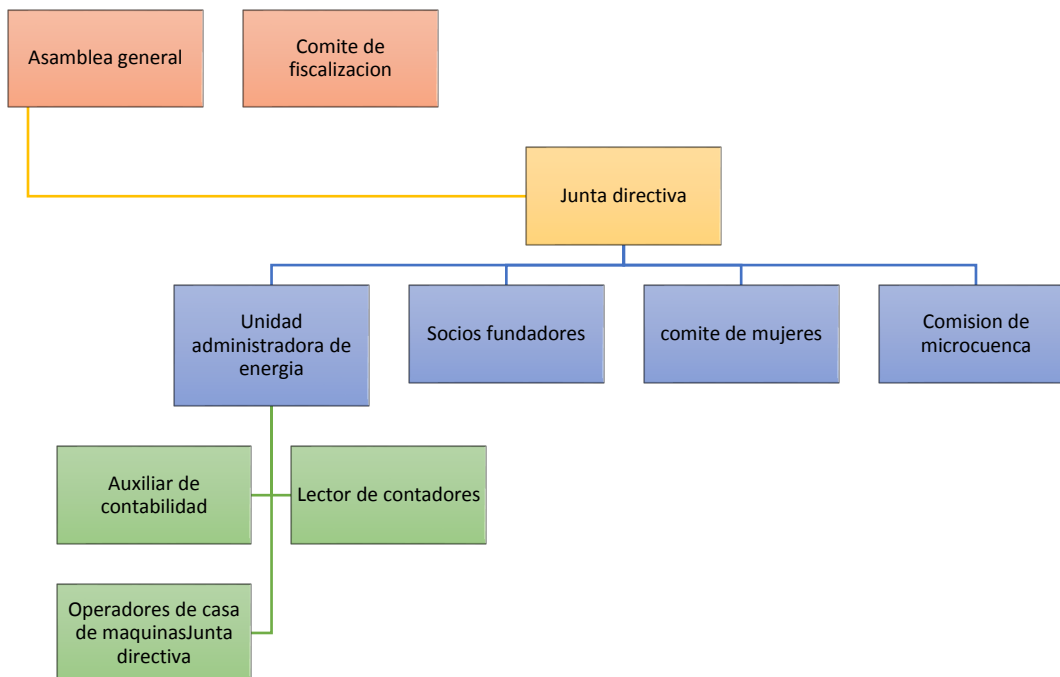 Asamblea general
Comite de
fiscalizacion
Junta directiva
Unidad
administradora de
energia
Socios fundadores
comite de mujeres
Comision de
microcuenca
Auxiliar de
contabilidad
Lector de contadores
Operadores de casa
de maquinasJunta
directiva